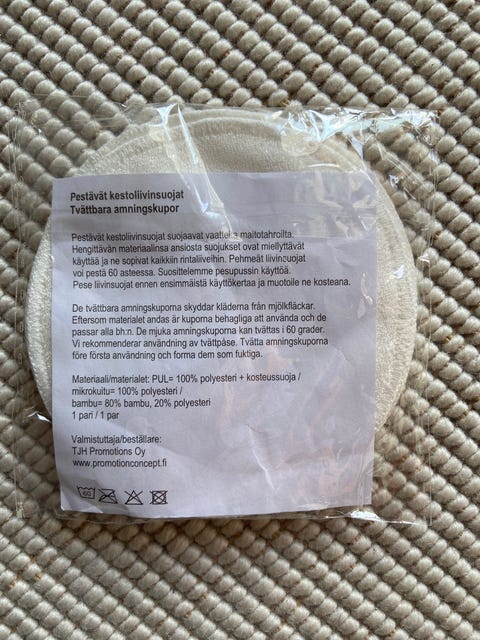 Pestävät kestoliivinsuojat
Tvättbara amningskupor
Pestävät kestoliivinsuojat suojaavat vaatteita maitotahroilta.
Hengittävän materiaalinsa ansiosta suojukset ovat miellyttävät
käyttää ja ne sopivat kaikkiin rintaliiveihin. Pehmeät liivinsuojat
voi pestä 60 asteessa. Suosittelemme pesupussin käyttöä.
Pese liivinsuojat ennen ensimmäistä käyttökertaa ja muotoile ne kosteana.
De tvättbara amningskuporna skyddar kläderna från mjölkfläckar.
Eftersom materialet andas är kuporna behagliga att använda och de
passar alla bh:n. De mjuka amningskuporna kan tvättas i 60 grader.
Vi rekommenderar användning av tvättpåse. Tvätta amningskuporna
före första användning och forma dem som fuktiga.
Materiaali/materialet: PUL= 100% polyesteri + kosteussuoja /
mikrokuitu= 100% polyesteri /
bambu= 80% bambu, 20% polyesteri
1 pari / 1 par
Valmistuttaja/beställare:
TJH Promotions Oy
www.promotionconcept.fi
60